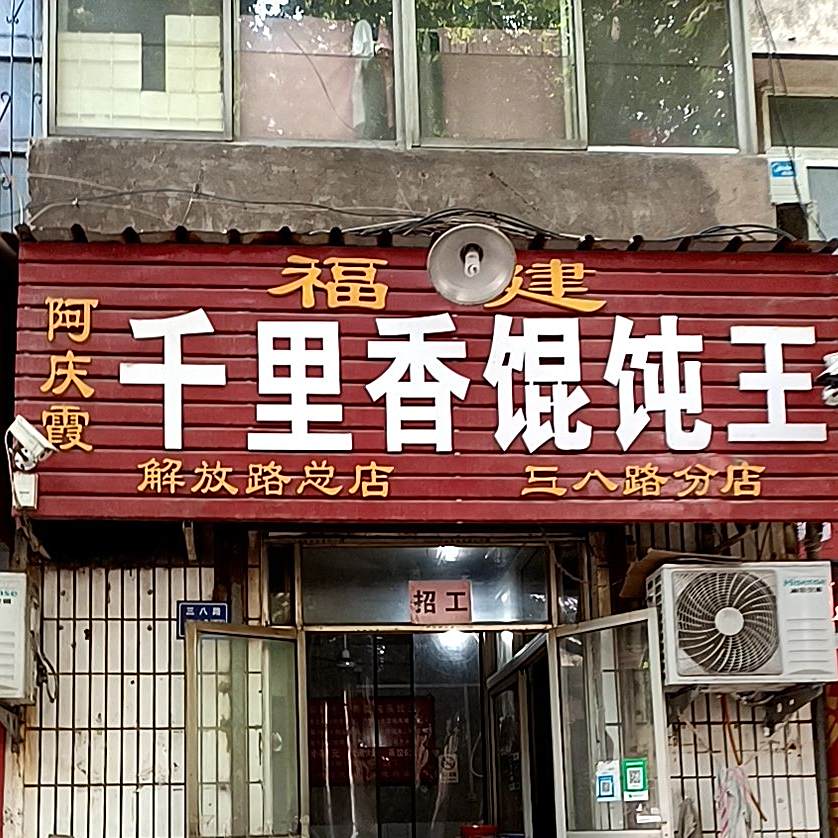 福建
阿庆霞
千里香馄饨王
解放路总店
三八路分店
招工
三八路
Hisense